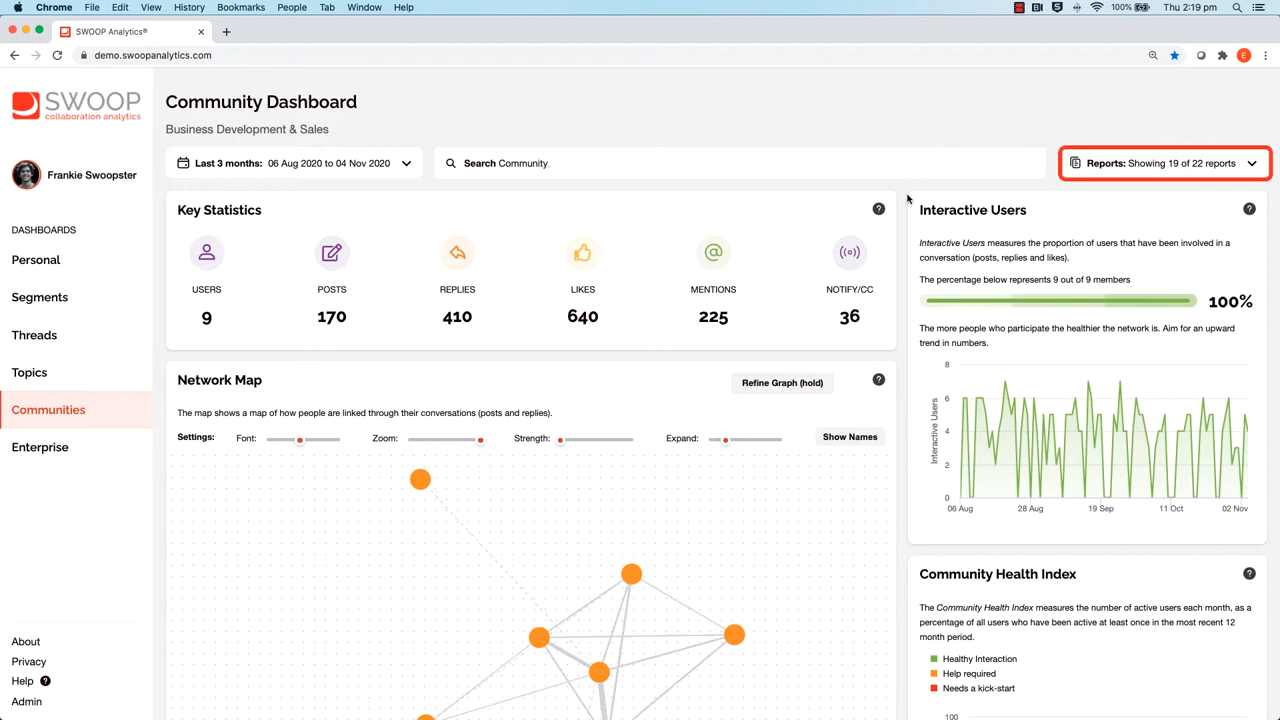 Chrome File Edit View History Bookmarks People Tab Window Help 100% Thu 2:19 pm
SWOOP Analytics®
demo.swoopanalytics.com
E
SWOOP
collaboration analytics
Frankie Swoopster
DASHBOARDS
Personal
Segments
Threads
Topics
Communities
Enterprise
About
Privacy
Help ?
Admin
Community Dashboard
Business Development & Sales
Last 3 months: 06 Aug 2020 to 04 Nov 2020
Search Community
Reports: Showing 19 of 22 reports
Key Statistics ?
USERS POSTS REPLIES LIKES MENTIONS NOTIFY/CC
9 170 410 640 225 36
Network Map
Refine Graph (hold) ?
The map shows a map of how people are linked through their conversations (posts and replies).
Settings: Font: Zoom: Strength: Expand: Show Names
Interactive Users ?
Interactive Users measures the proportion of users that have been involved in a
conversation (posts, replies and likes).
The percentage below represents 9 out of 9 members
100%
The more people who participate the healthier the network is. Aim for an upward
trend in numbers.
Interactive Users
8
6
4
2
0
06 Aug 28 Aug 19 Sep 11 Oct 02 Nov
Community Health Index ?
The Community Health Index measures the number of active users each month, as a
percentage of all users who have been active at least once in the most recent 12
month period.
Healthy Interaction
Help required
Needs a kick-start
100